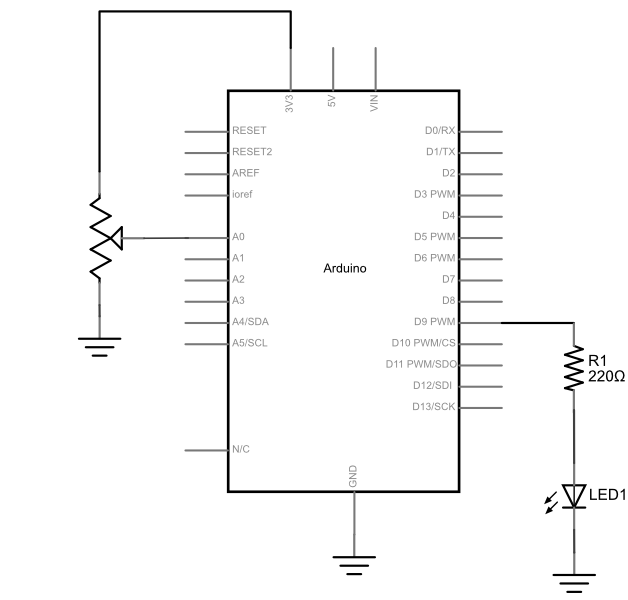 3V3
5V
VIN
RESET
RESET2
AREF
ioref
A0
A1
A2
A3
A4/SDA
A5/SCL
N/C
Arduino
D0/RX
D1/TX
D2
D3 PWM
D4
D5 PWM
D6 PWM
D7
D8
D9 PWM
D10 PWM/CS
D11 PWM/SDO
D12/SDI
D13/SCK
GND
R1
220Ω
LED1